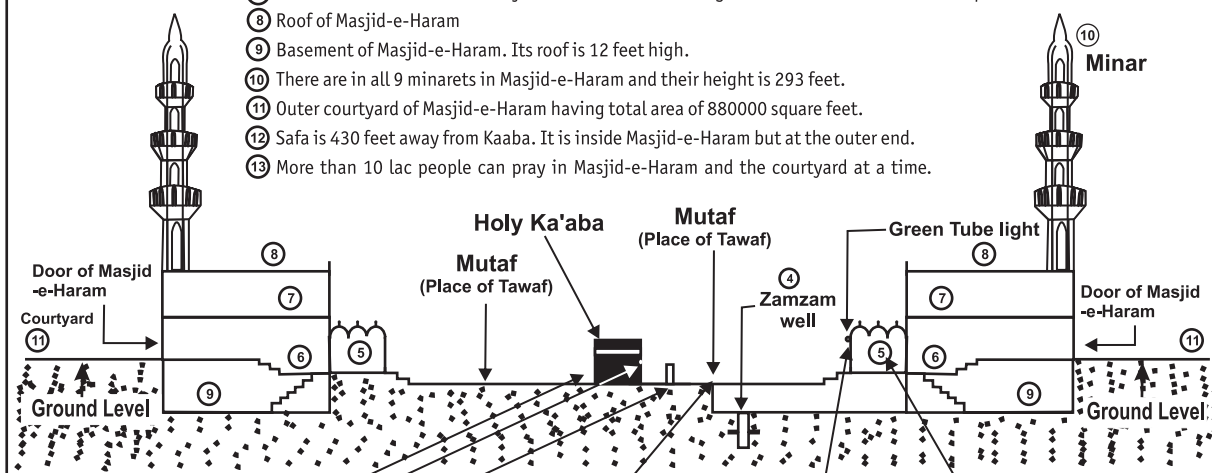 ⑧ Roof of Masjid-e-Haram
⑨ Basement of Masjid-e-Haram. Its roof is 12 feet high.
⑩ There are in all 9 minarets in Masjid-e-Haram and their height is 293 feet.
⑪ Outer courtyard of Masjid-e-Haram having total area of 880000 square feet.
⑫ Safa is 430 feet away from Kaaba. It is inside Masjid-e-Haram but at the outer end.
⑬ More than 10 lac people can pray in Masjid-e-Haram and the courtyard at a time.
⑩
Minar
Holy Ka'aba
Mutaf
(Place of Tawaf)
Green Tube light
⑧
Mutaf
(Place of Tawaf)
④
Zamzam
well
⑧
Door of Masjid
-e-Haram
⑦
⑦
Door of Masjid
-e-Haram
Courtyard
⑪
⑥
⑤
⑤
⑥
⑪
⑨
⑨
Ground Level
Ground Level